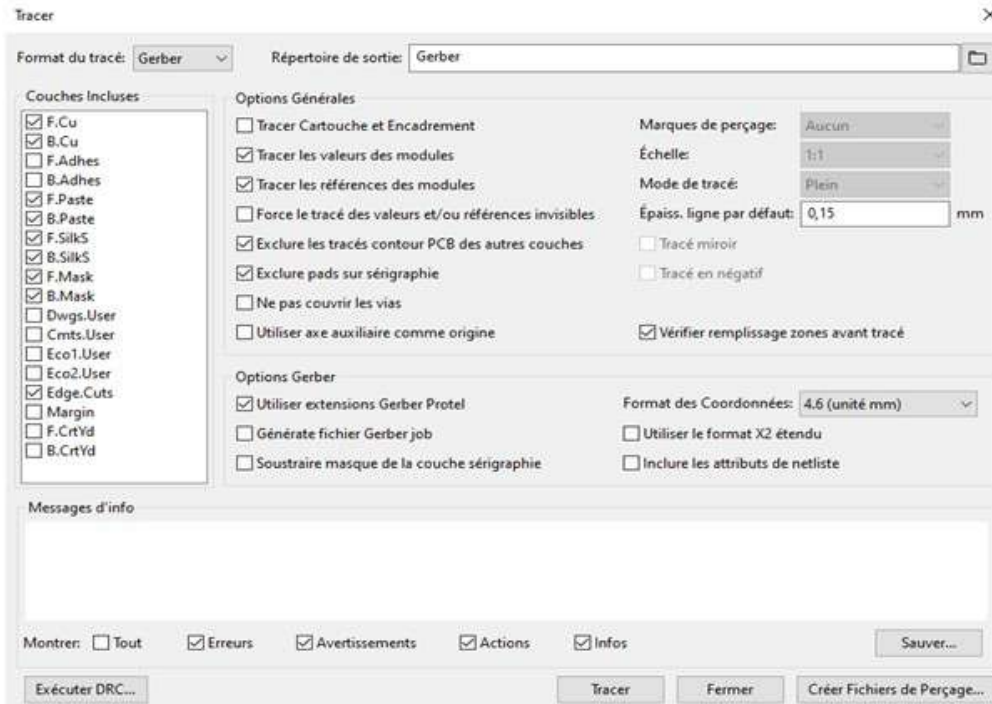 Tracer
Format du tracé: Gerber
Répertoire de sortie: Gerber
Couches Incluses
F.Cu
B.Cu
F.Adhes
B.Adhes
F.Paste
B.Paste
F.SilkS
B.SilkS
F.Mask
B.Mask
Dwgs.User
Cmts.User
Eco1.User
Eco2.User
Edge.Cuts
Margin
F.CrtYd
B.CrtYd
Options Générales
Tracer Cartouche et Encadrement
Tracer les valeurs des modules
Tracer les références des modules
Force le tracé des valeurs et/ou références invisibles
Exclure les tracés contour PCB des autres couches
Exclure pads sur sérigraphie
Ne pas couvrir les vias
Utiliser axe auxiliaire comme origine
Marques de perçage: Aucun
Échelle: 1:1
Mode de tracé: Plein
Épaiss. ligne par défaut: 0,15 mm
Tracé miroir
Tracé en négatif
Vérifier remplissage zones avant tracé
Options Gerber
Utiliser extensions Gerber Protel
Générate fichier Gerber job
Soustraire masque de la couche sérigraphie
Format des Coordonnées: 4.6 (unité mm)
Utiliser le format X2 étendu
Inclure les attributs de netliste
Messages d'info
Montrer: Tout Erreurs Avertissements Actions Infos Sauver...
Exécuter DRC... Tracer Fermer Créer Fichiers de Perçage...